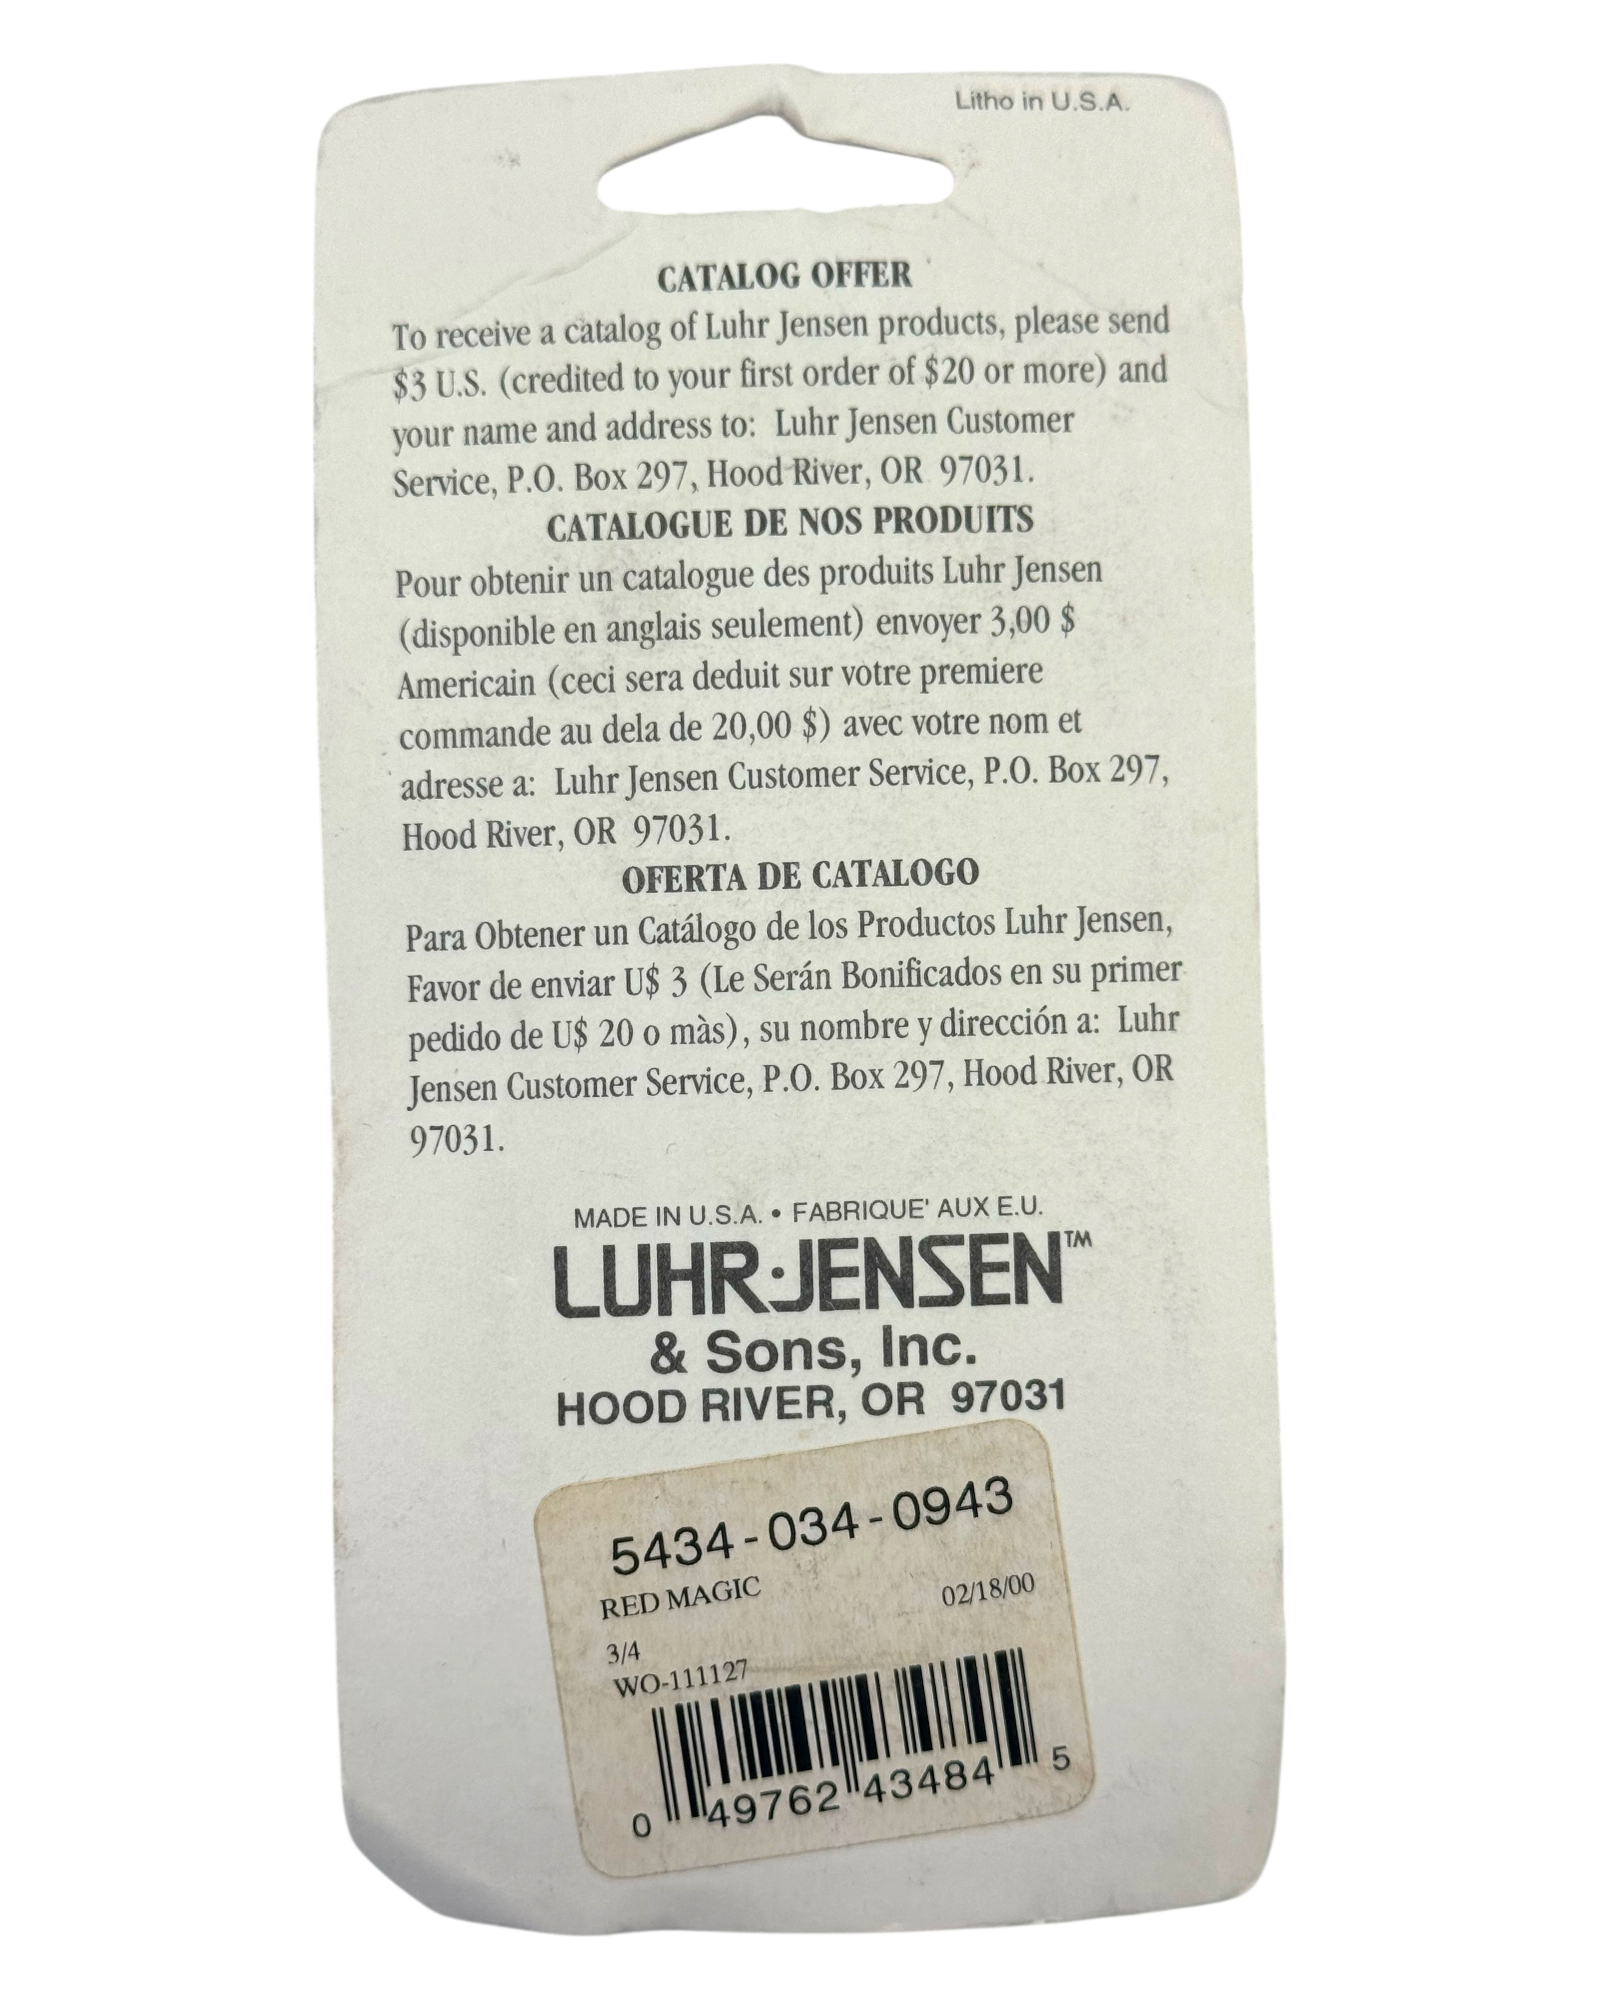 Litho in U.S.A.
CATALOG OFFER
To receive a catalog of Luhr Jensen products, please send
$3 U.S. (credited to your first order of $20 or more) and
your name and address to:  Luhr Jensen Customer
Service, P.O. Box 297, Hood River, OR  97031.
CATALOGUE DE NOS PRODUITS
Pour obtenir un catalogue des produits Luhr Jensen
(disponible en anglais seulement) envoyer 3,00 $
Americain (ceci sera deduit sur votre premiere
commande au dela de 20,00 $) avec votre nom et
adresse a:  Luhr Jensen Customer Service, P.O. Box 297,
Hood River, OR  97031.
OFERTA DE CATALOGO
Para Obtener un Catálogo de los Productos Luhr Jensen,
Favor de enviar U$ 3 (Le Serán Bonificados en su primer
pedido de U$ 20 o màs), su nombre y dirección a:  Luhr
Jensen Customer Service, P.O. Box 297, Hood River, OR
97031.
MADE IN U.S.A. • FABRIQUE' AUX E.U.
LUHR·JENSEN™
& Sons, Inc.
HOOD RIVER, OR  97031
5434-034-0943
RED MAGIC 02/18/00
3/4
WO-111127
0 49762 43484 5